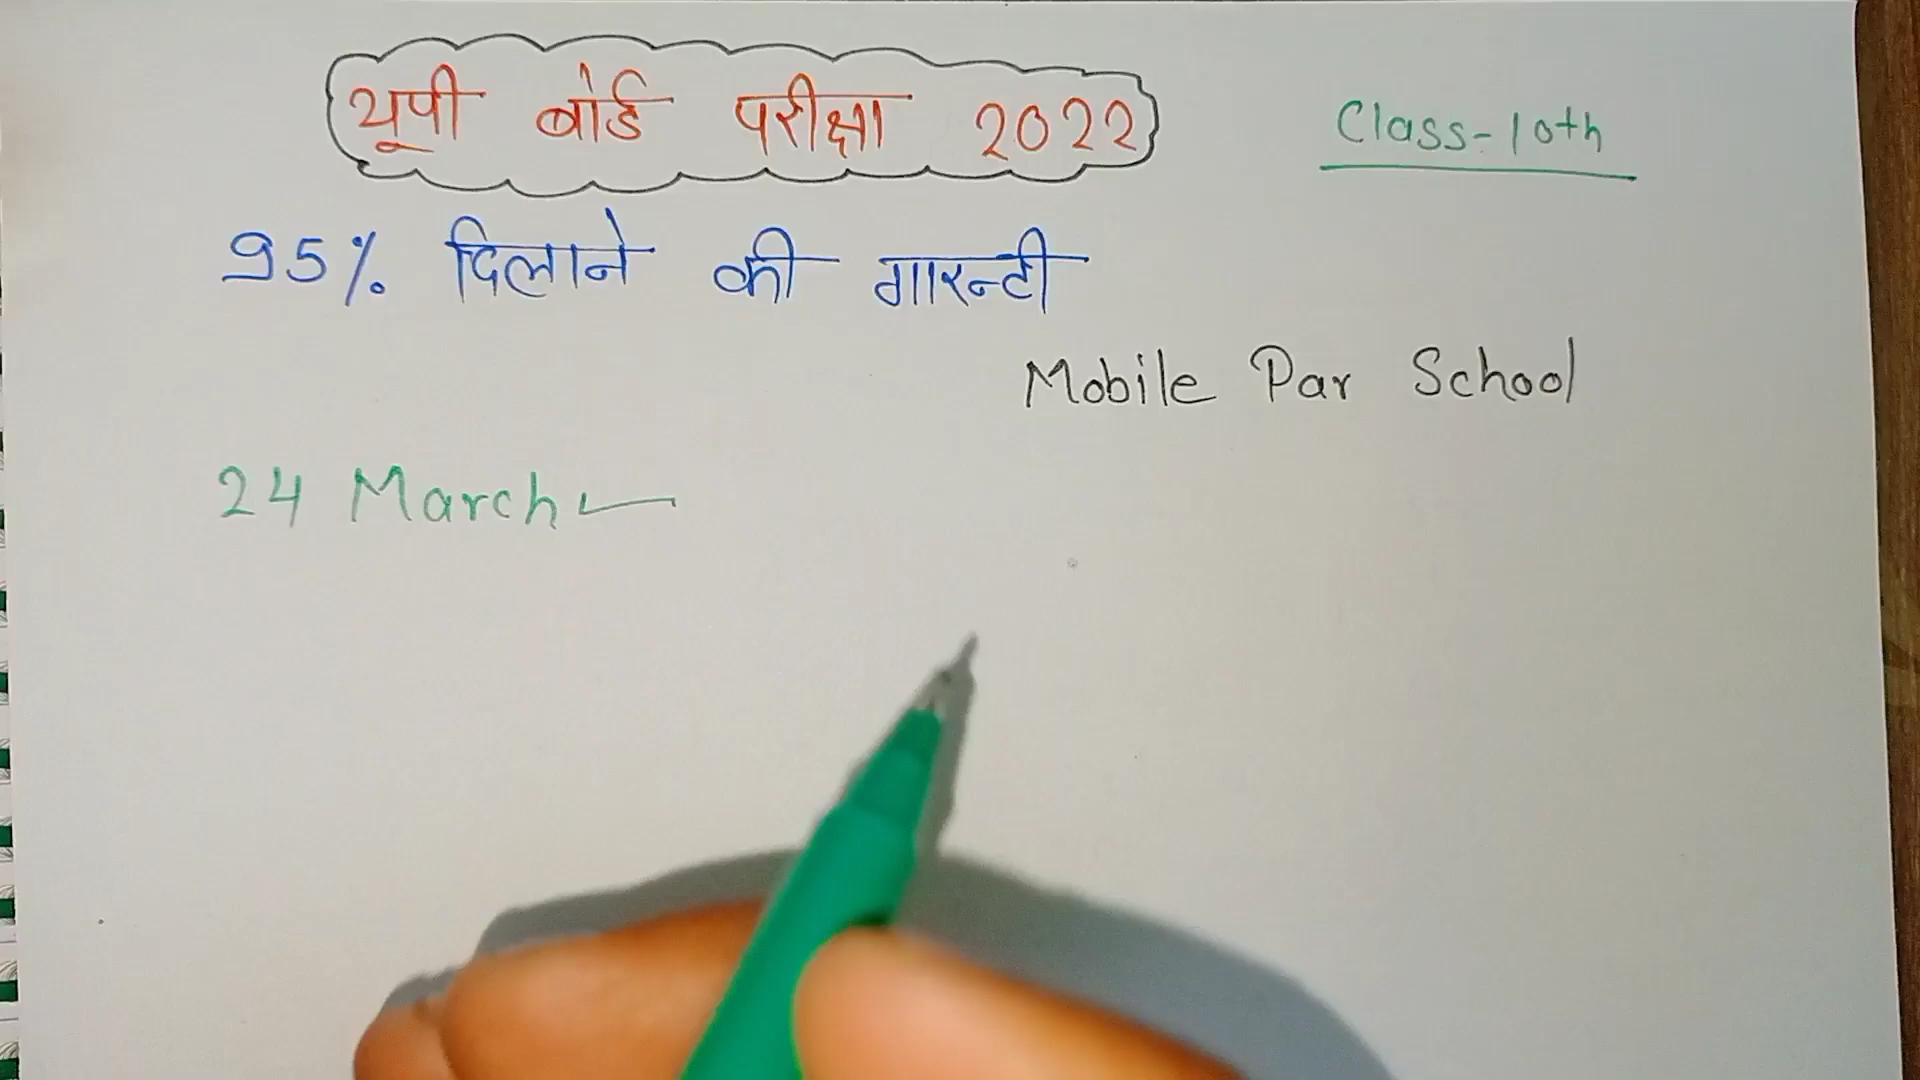 यूपी बोर्ड परीक्षा 2022
Class-10th
95% दिलाने की गारन्टी
Mobile Par School
24 March